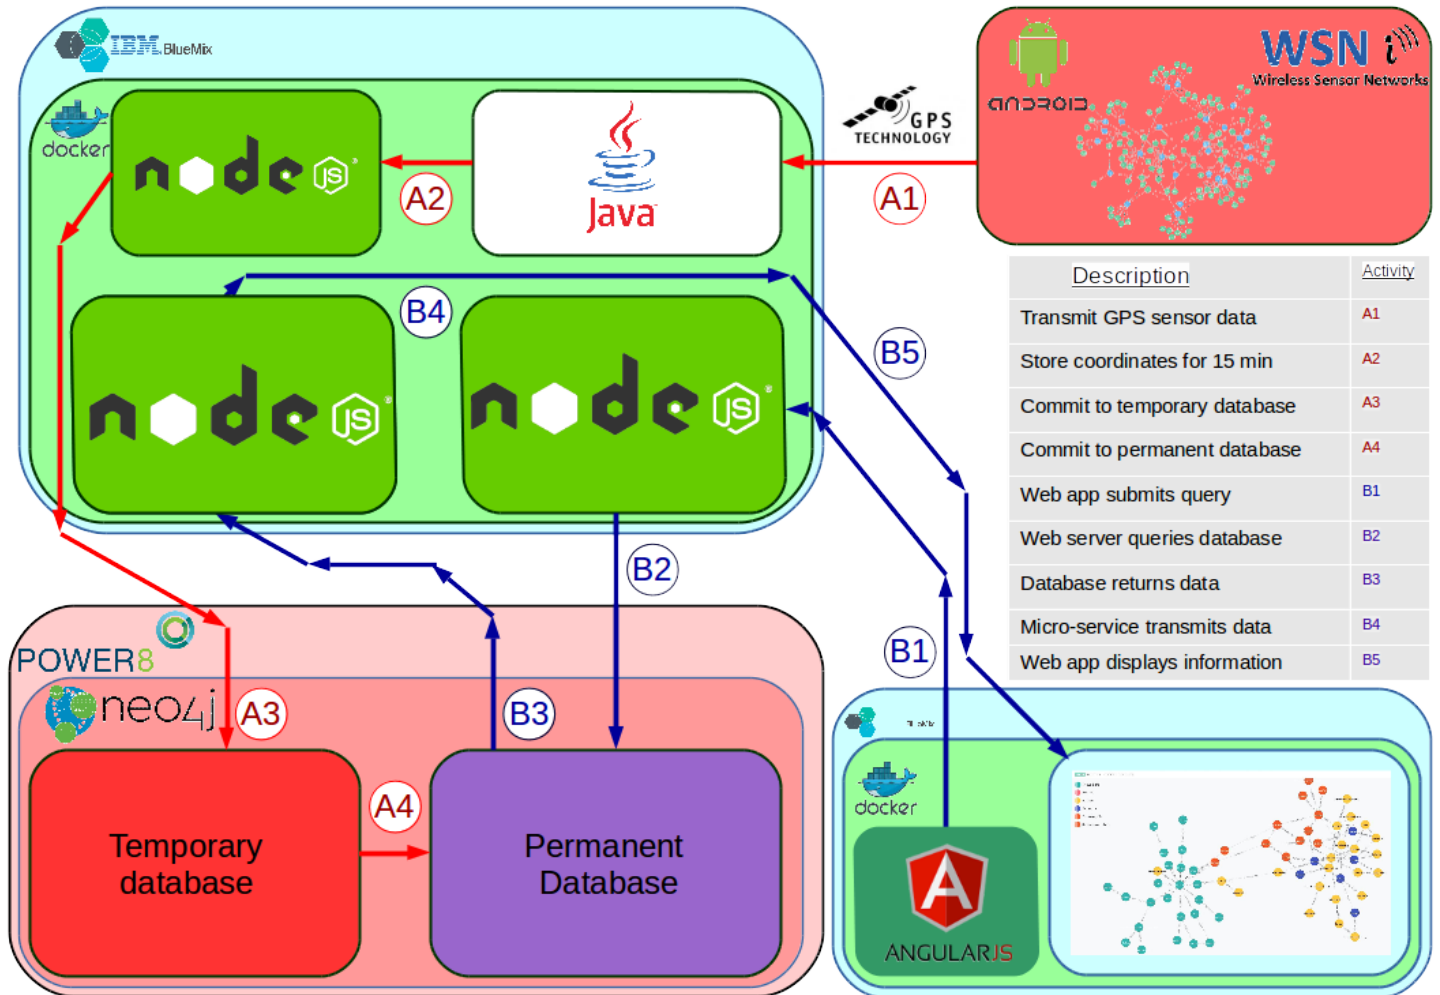 IBM. BlueMix
docker
node JS
A2
Java
GPS
TECHNOLOGY
A1
ANDROID
WSN i
Wireless Sensor Networks
B4
node JS
node JS
B5
Description Activity
Transmit GPS sensor data A1
Store coordinates for 15 min A2
Commit to temporary database A3
Commit to permanent database A4
Web app submits query B1
Web server queries database B2
Database returns data B3
Micro-service transmits data B4
Web app displays information B5
B2
B1
POWER8
neo4j
A3
B3
A4
Temporary
database
Permanent
Database
docker
A
ANGULARJS